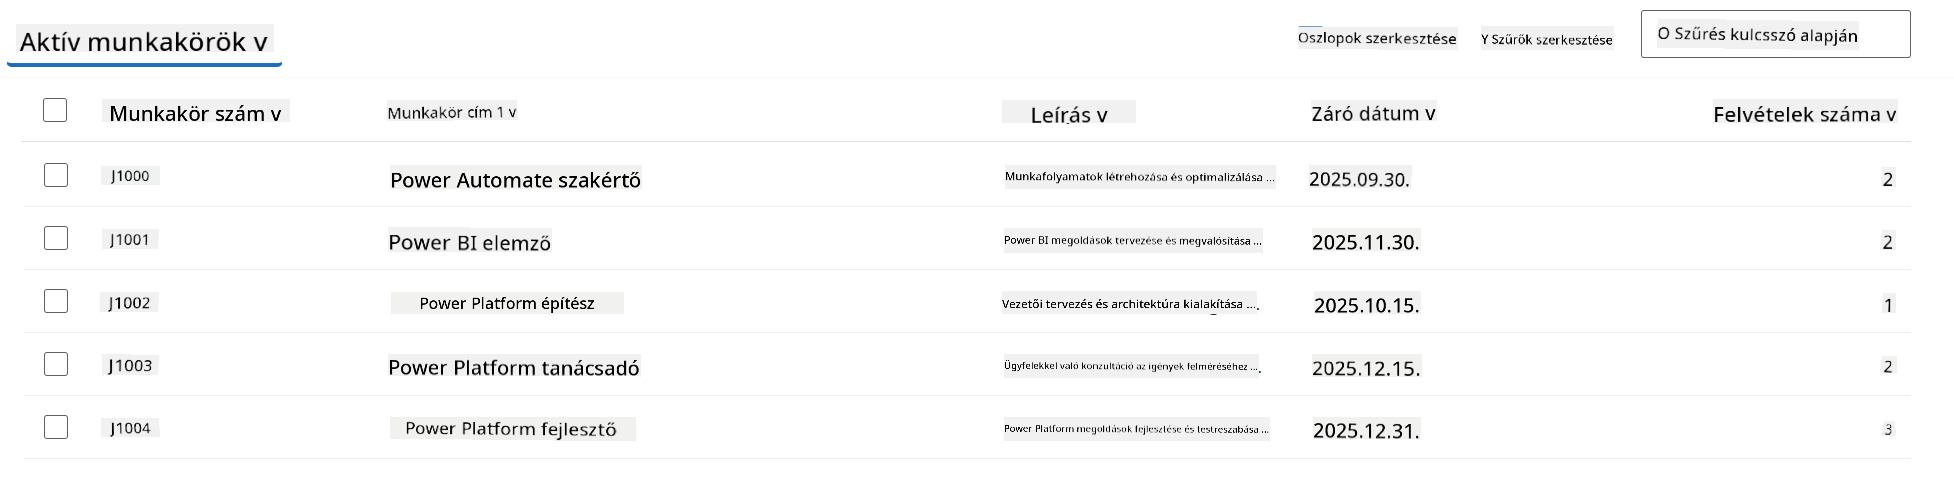 Aktív munkakörök v
Oszlopok szerkesztése
Y Szűrők szerkesztése
O Szűrés kulcsszó alapján
Munkakör szám v Munkakör cím 1 v Leírás v Záró dátum v Felvételek száma v
J1000 Power Automate szakértő Munkafolyamatok létrehozása és optimalizálása ... 2025.09.30. 2
J1001 Power BI elemző Power BI megoldások tervezése és megvalósítása ... 2025.11.30. 2
J1002 Power Platform építész Vezetői tervezés és architektúra kialakítása .... 2025.10.15. 1
J1003 Power Platform tanácsadó Ügyfelekkel való konzultáció az igények felméréséhez .... 2025.12.15. 2
J1004 Power Platform fejlesztő Power Platform megoldások fejlesztése és testreszabása ... 2025.12.31. 3